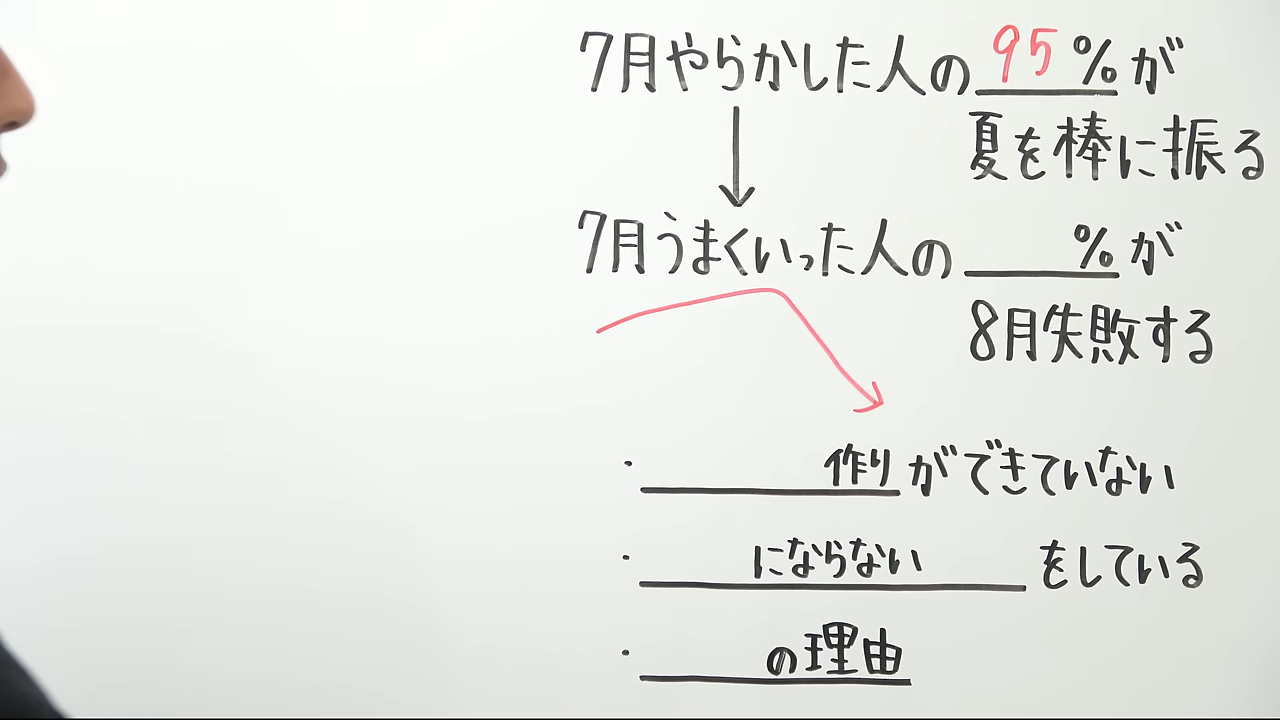 7月やらかした人の 95 %が
夏を棒に振る
7月うまくいった人の %が
8月失敗する
・ 作りができていない
・ にならない をしている
・ の理由